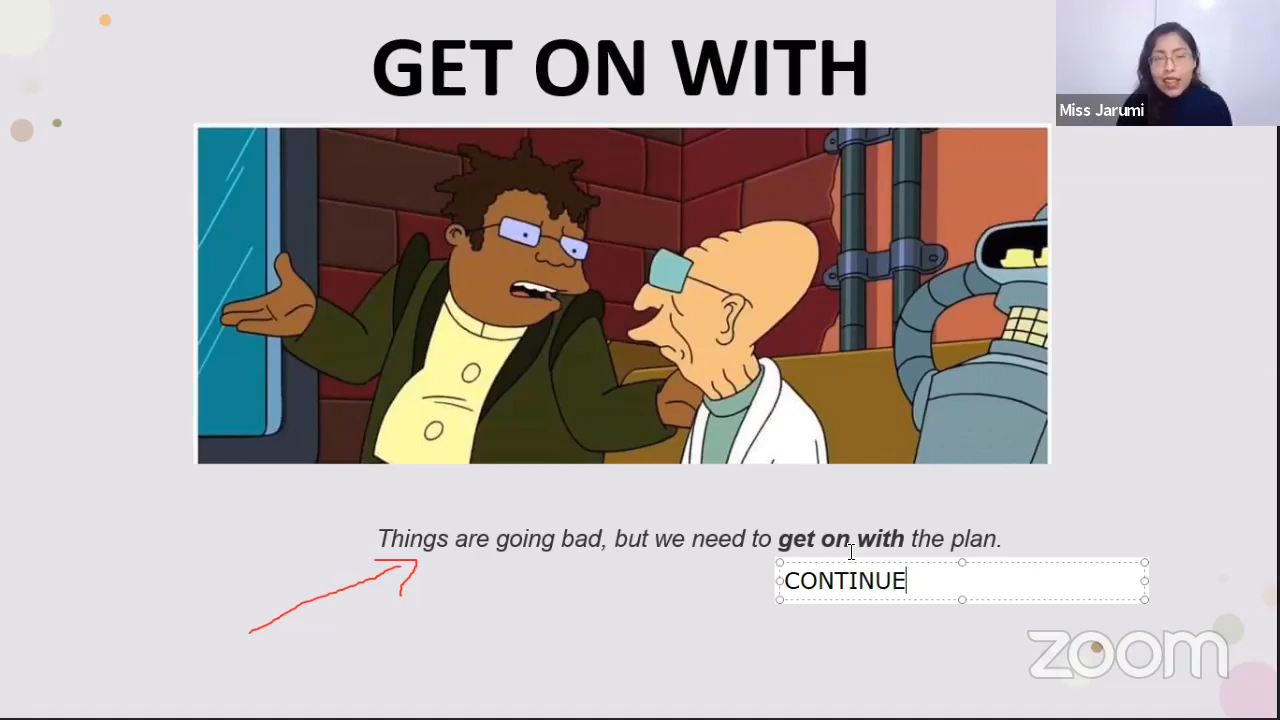 GET ON WITH
Miss Jarumi
Things are going bad, but we need to get on with the plan.
CONTINUE
zoom